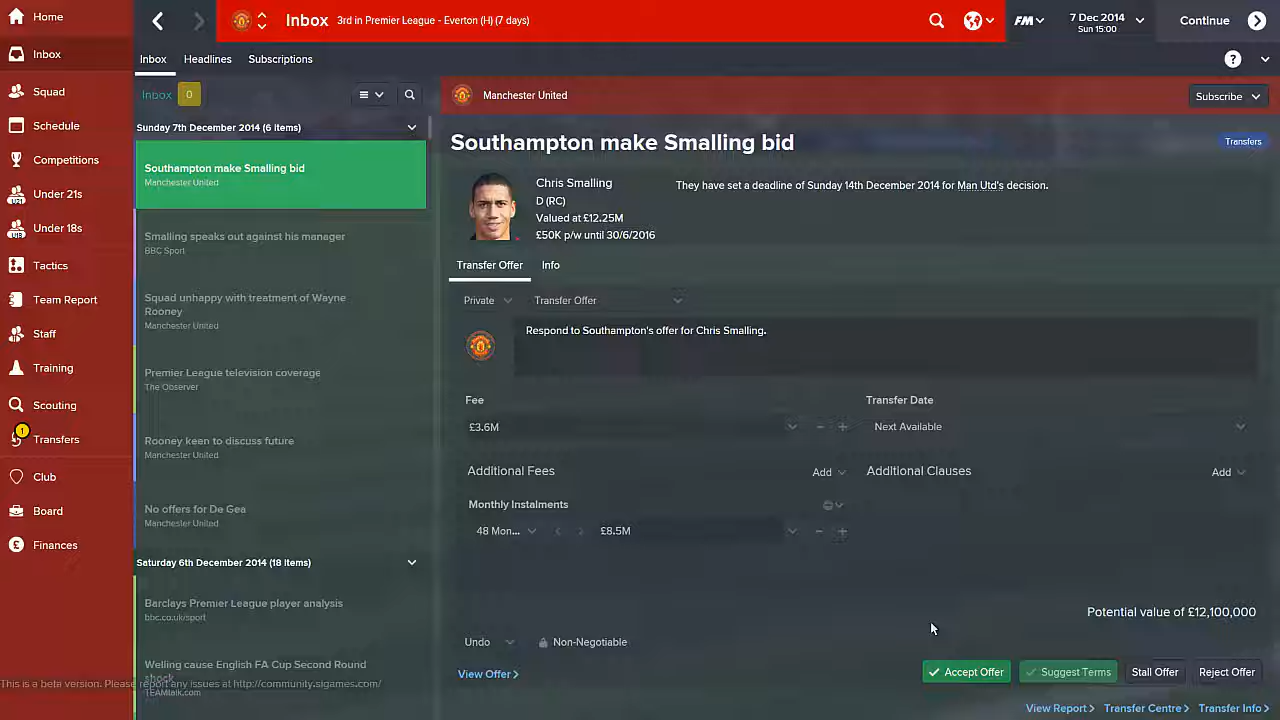 Home
Inbox
3rd in Premier League - Everton (H) (7 days)
FM
7 Dec 2014
Sun 15:00
Continue
Inbox
Inbox
Headlines
Subscriptions
Squad
Schedule
Competitions
Under 21s
Under 18s
Tactics
Team Report
Staff
Training
Scouting
1
Transfers
Club
Board
Finances
Inbox 0
Sunday 7th December 2014 (6 Items)
Southampton make Smalling bid
Manchester United
Smalling speaks out against his manager
BBC Sport
Squad unhappy with treatment of Wayne
Rooney
Manchester United
Premier League television coverage
The Observer
Rooney keen to discuss future
Manchester United
No offers for De Gea
Manchester United
Saturday 6th December 2014 (18 Items)
Barclays Premier League player analysis
bbc.co.uk/sport
Welling cause English FA Cup Second Round
shock
This is a beta version. Please report any issues at http://community.sigames.com/
TEAMtalk.com
Manchester United
Subscribe
Southampton make Smalling bid
Transfers
Chris Smalling
D (RC)
Valued at £12.25M
£50K p/w until 30/6/2016
They have set a deadline of Sunday 14th December 2014 for Man Utd's decision.
Transfer Offer
Info
Private
Transfer Offer
Respond to Southampton's offer for Chris Smalling.
Fee
Transfer Date
£3.6M
Next Available
Additional Fees
Add
Additional Clauses
Add
Monthly Instalments
48 Mon...
£8.5M
Potential value of £12,100,000
Undo
Non-Negotiable
View Offer
Accept Offer
Suggest Terms
Stall Offer
Reject Offer
View Report
Transfer Centre
Transfer Info